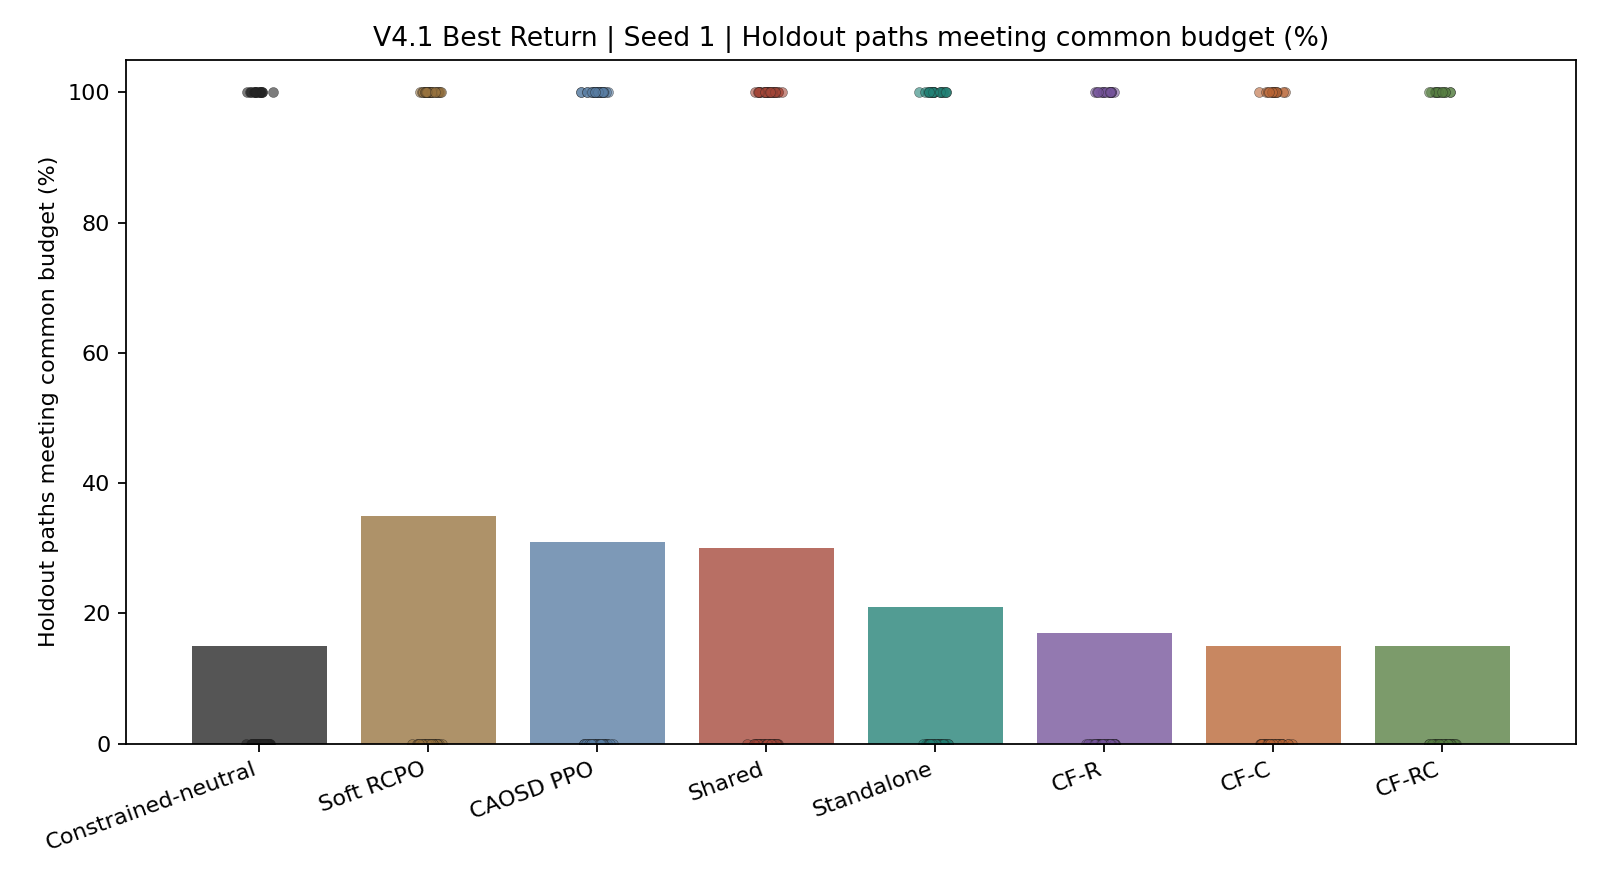 V4.1 Best Return | Seed 1 | Holdout paths meeting common budget (%)
Holdout paths meeting common budget (%)
100
80
60
40
20
0
Constrained-neutral
Soft RCPO
CAOSD PPO
Shared
Standalone
CF-R
CF-C
CF-RC